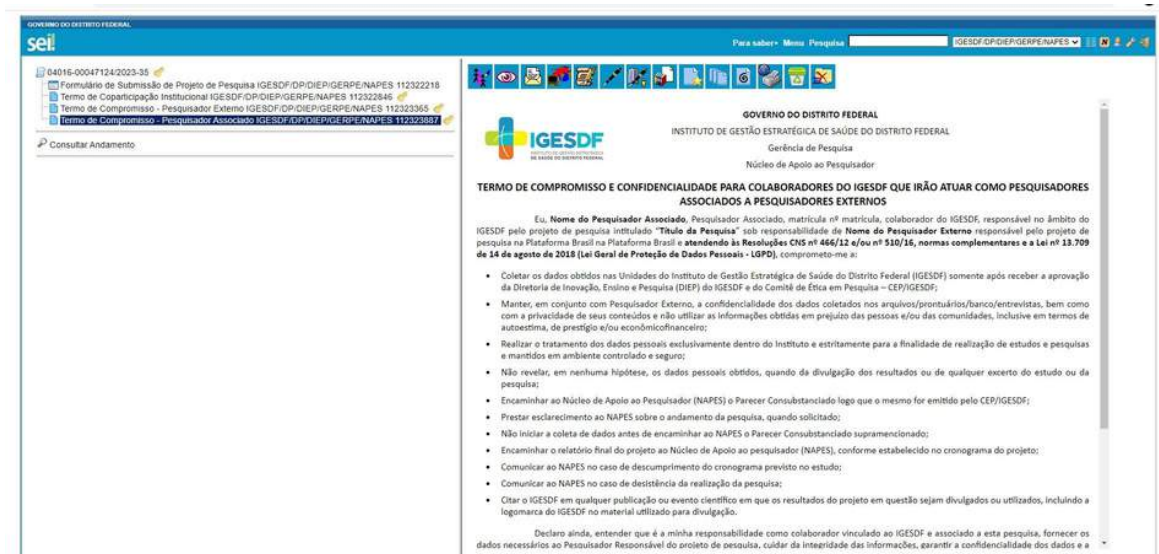 GOVERNO DO DISTRITO FEDERAL
sei!
Para saber+ Menu Pesquisa
IGESDF/DP/DIEP/GERPE/NAPES
04016-00047124/2023-35
Formulário de Submissão de Projeto de Pesquisa IGESDF/DP/DIEP/GERPE/NAPES 112322218
Termo de Coparticipação Institucional IGESDF/DP/DIEP/GERPE/NAPES 112322846
Termo de Compromisso - Pesquisador Externo IGESDF/DP/DIEP/GERPE/NAPES 112323365
Termo de Compromisso - Pesquisador Associado IGESDF/DP/DIEP/GERPE/NAPES 112323887
Consultar Andamento
IGESDF
INSTITUTO DE GESTÃO ESTRATÉGICA
DE SAÚDE DO DISTRITO FEDERAL
GOVERNO DO DISTRITO FEDERAL
INSTITUTO DE GESTÃO ESTRATÉGICA DE SAÚDE DO DISTRITO FEDERAL
Gerência de Pesquisa
Núcleo de Apoio ao Pesquisador
TERMO DE COMPROMISSO E CONFIDENCIALIDADE PARA COLABORADORES DO IGESDF QUE IRÃO ATUAR COMO PESQUISADORES
ASSOCIADOS A PESQUISADORES EXTERNOS
Eu, Nome do Pesquisador Associado, Pesquisador Associado, matrícula nº matrícula, colaborador do IGESDF, responsável no âmbito do
IGESDF pelo projeto de pesquisa intitulado "Título da Pesquisa" sob responsabilidade de Nome do Pesquisador Externo responsável pelo projeto de
pesquisa na Plataforma Brasil na Plataforma Brasil e atendendo às Resoluções CNS nº 466/12 e/ou nº 510/16, normas complementares e a Lei nº 13.709
de 14 de agosto de 2018 (Lei Geral de Proteção de Dados Pessoais - LGPD), comprometo-me a:
• Coletar os dados obtidos nas Unidades do Instituto de Gestão Estratégica de Saúde do Distrito Federal (IGESDF) somente após receber a aprovação
da Diretoria de Inovação, Ensino e Pesquisa (DIEP) do IGESDF e do Comitê de Ética em Pesquisa – CEP/IGESDF;
• Manter, em conjunto com Pesquisador Externo, a confidencialidade dos dados coletados nos arquivos/prontuários/banco/entrevistas, bem como
com a privacidade de seus conteúdos e não utilizar as informações obtidas em prejuízo das pessoas e/ou das comunidades, inclusive em termos de
autoestima, de prestígio e/ou econômicofinanceiro;
• Realizar o tratamento dos dados pessoais exclusivamente dentro do Instituto e estritamente para a finalidade de realização de estudos e pesquisas
e mantidos em ambiente controlado e seguro;
• Não revelar, em nenhuma hipótese, os dados pessoais obtidos, quando da divulgação dos resultados ou de qualquer excerto do estudo ou da
pesquisa;
• Encaminhar ao Núcleo de Apoio ao Pesquisador (NAPES) o Parecer Consubstanciado logo que o mesmo for emitido pelo CEP/IGESDF;
• Prestar esclarecimento ao NAPES sobre o andamento da pesquisa, quando solicitado;
• Não iniciar a coleta de dados antes de encaminhar ao NAPES o Parecer Consubstanciado supramencionado;
• Encaminhar o relatório final do projeto ao Núcleo de Apoio ao pesquisador (NAPES), conforme estabelecido no cronograma do projeto;
• Comunicar ao NAPES no caso de descumprimento do cronograma previsto no estudo;
• Comunicar ao NAPES no caso de desistência da realização da pesquisa;
• Citar o IGESDF em qualquer publicação ou evento científico em que os resultados do projeto em questão sejam divulgados ou utilizados, incluindo a
logomarca do IGESDF no material utilizado para divulgação.
Declaro ainda, entender que é a minha responsabilidade como colaborador vinculado ao IGESDF e associado a esta pesquisa, fornecer os
dados necessários ao Pesquisador Responsável do projeto de pesquisa, cuidar da integridade das informações, garantir a confidencialidade dos dados e a